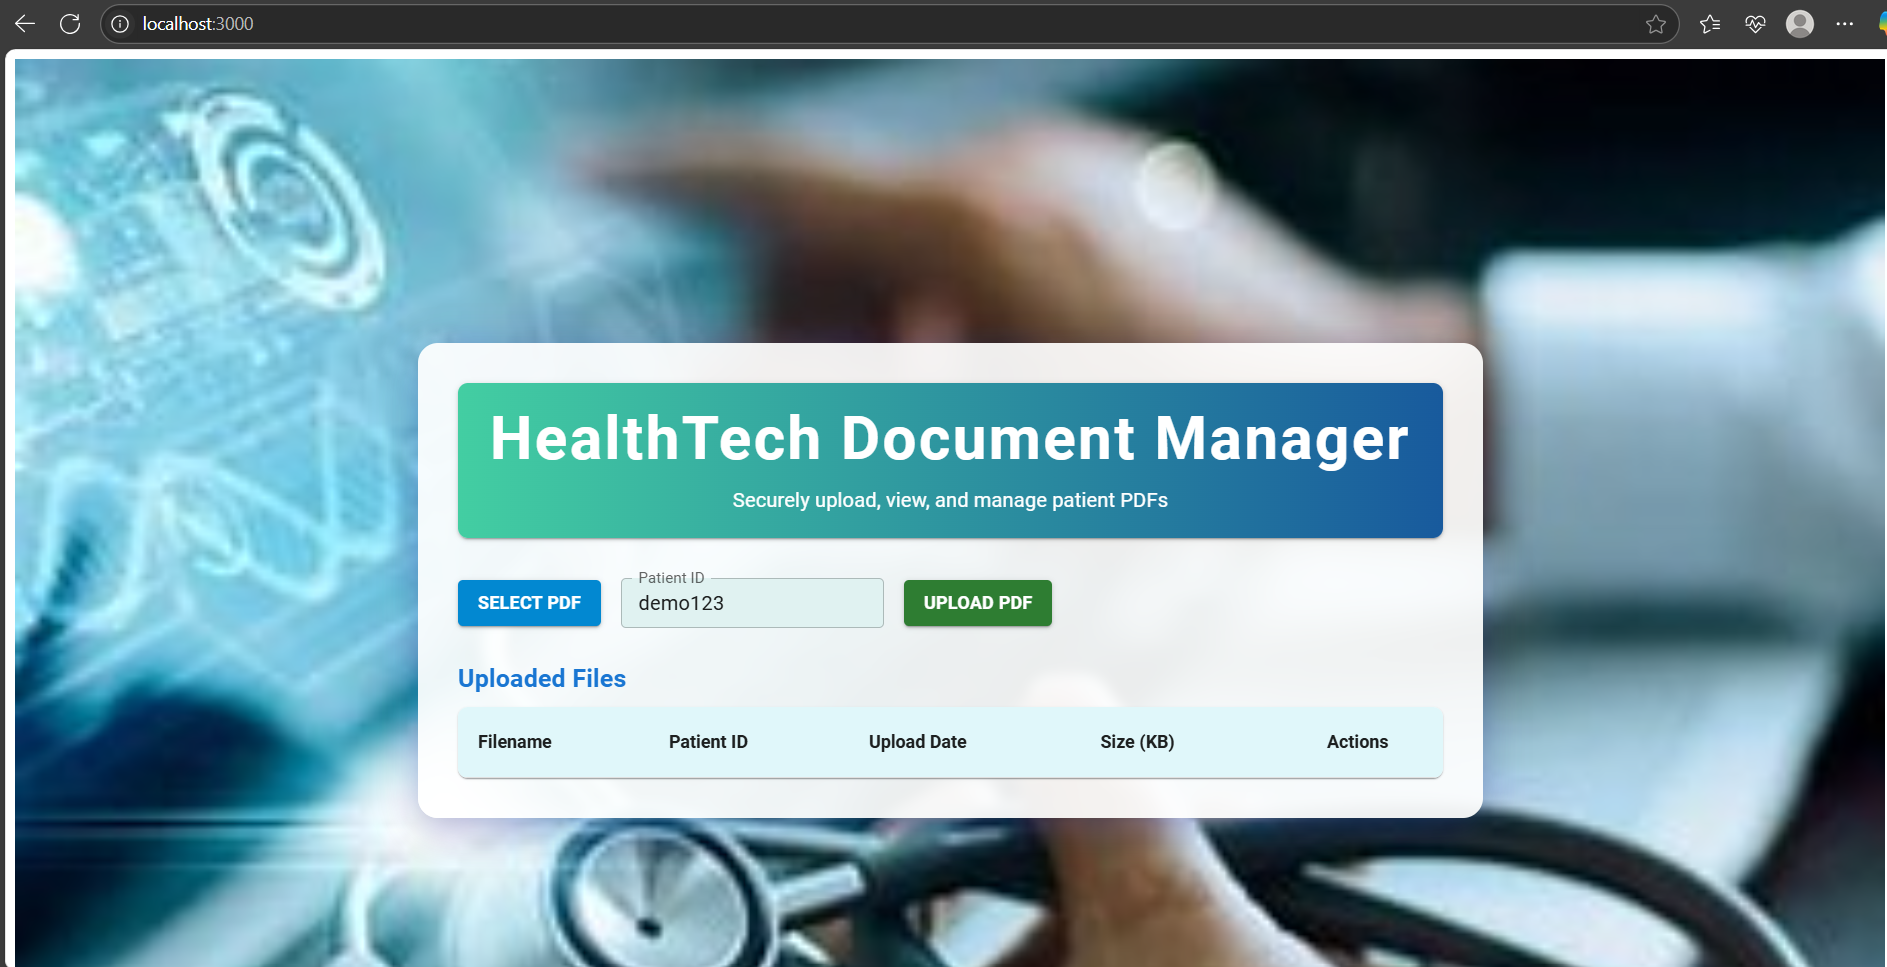 localhost:3000
HealthTech Document Manager
Securely upload, view, and manage patient PDFs
Patient ID
SELECT PDF demo123 UPLOAD PDF
Uploaded Files
Filename Patient ID Upload Date Size (KB) Actions